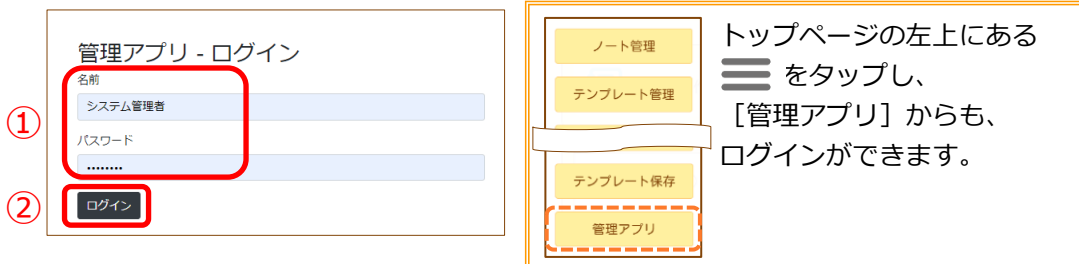 管理アプリ - ログイン
名前
システム管理者
①
パスワード
••••••••
②
ログイン
ノート管理
テンプレート管理
テンプレート保存
管理アプリ
トップページの左上にある
をタップし、
［管理アプリ］からも、
ログインができます。